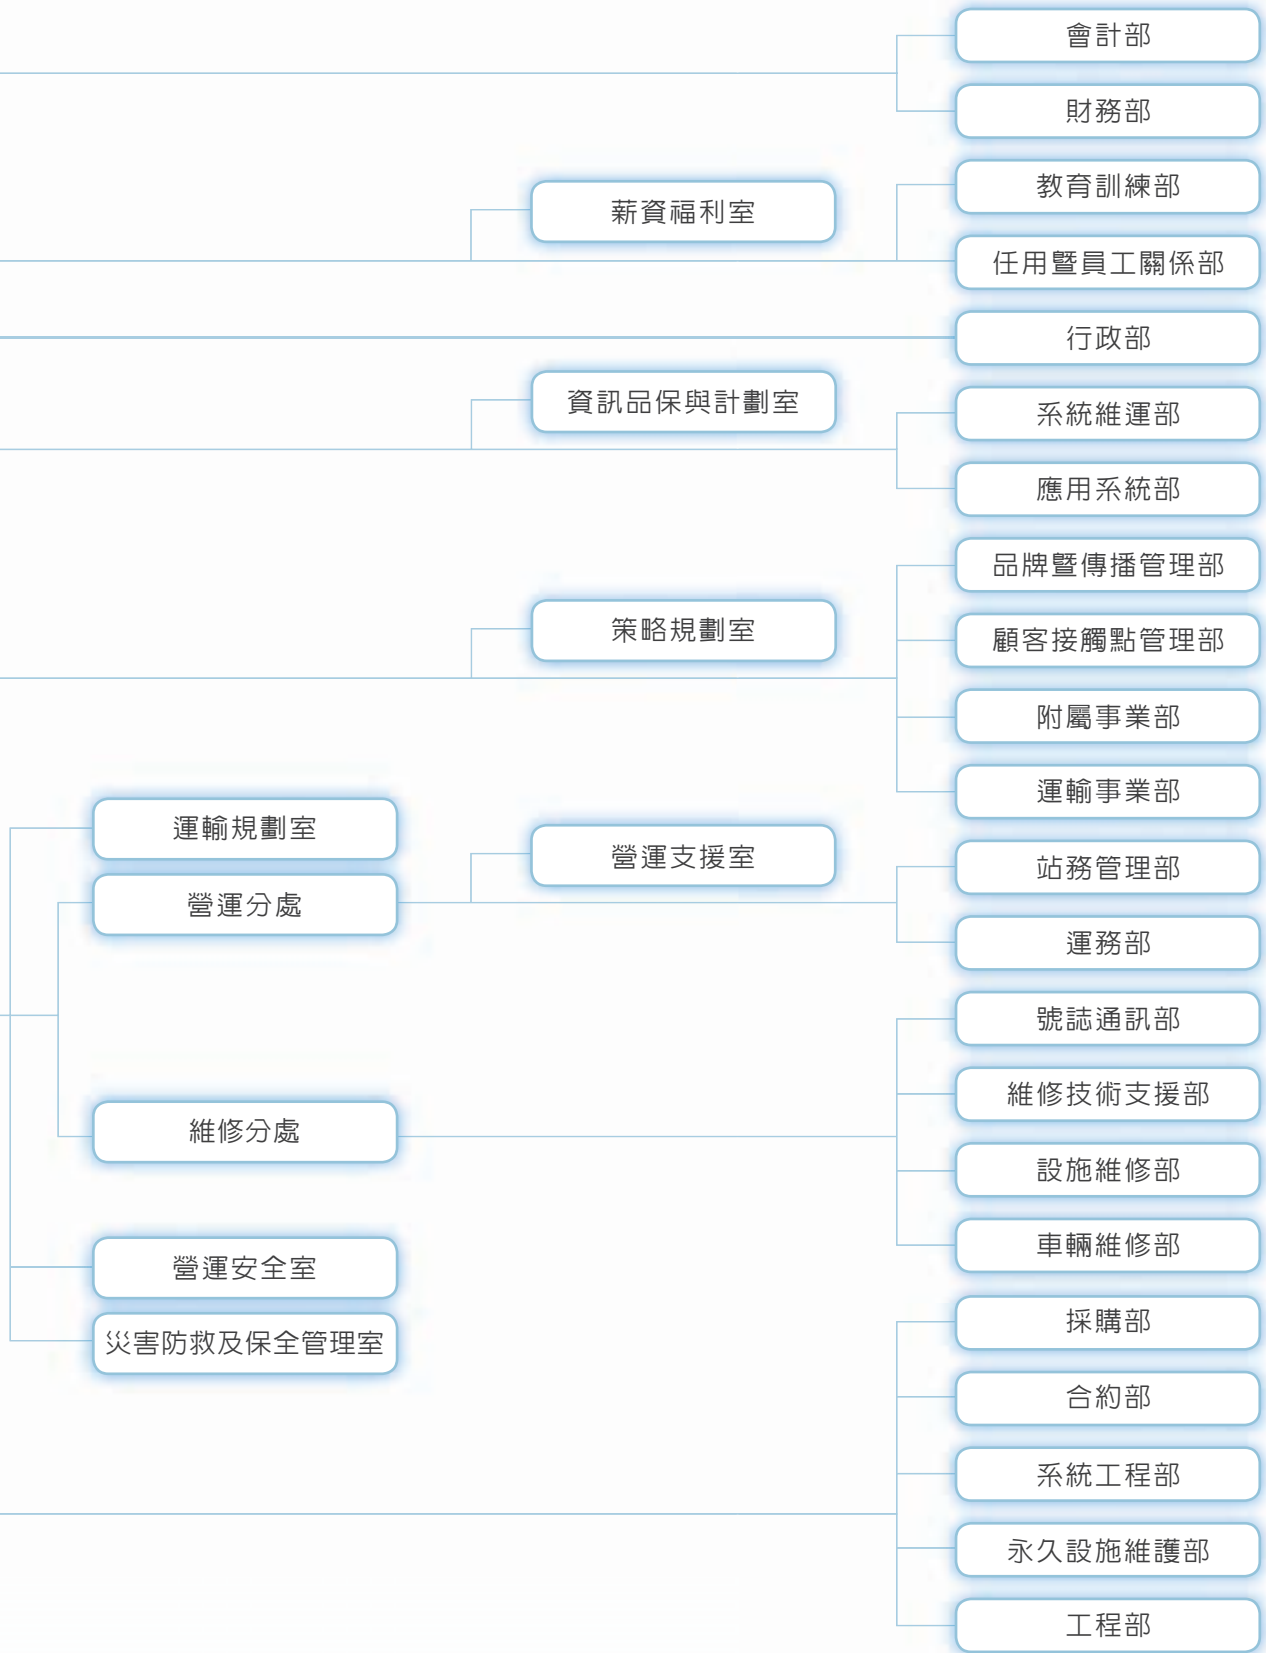 會計部
財務部
教育訓練部
薪資福利室
任用暨員工關係部
行政部
資訊品保與計劃室
系統維運部
應用系統部
品牌暨傳播管理部
策略規劃室
顧客接觸點管理部
附屬事業部
運輸事業部
運輸規劃室
營運支援室
站務管理部
營運分處
運務部
號誌通訊部
維修技術支援部
維修分處
設施維修部
車輛維修部
營運安全室
採購部
災害防救及保全管理室
合約部
系統工程部
永久設施維護部
工程部